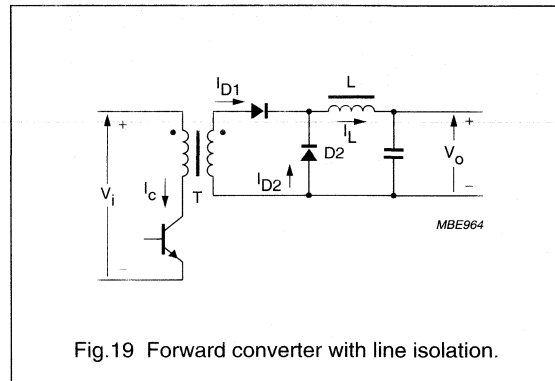 I_D1
L
+
I_L
D2
V_o
+
V_i
I_C
T
I_D2
−
MBE964
−
Fig.19 Forward converter with line isolation.